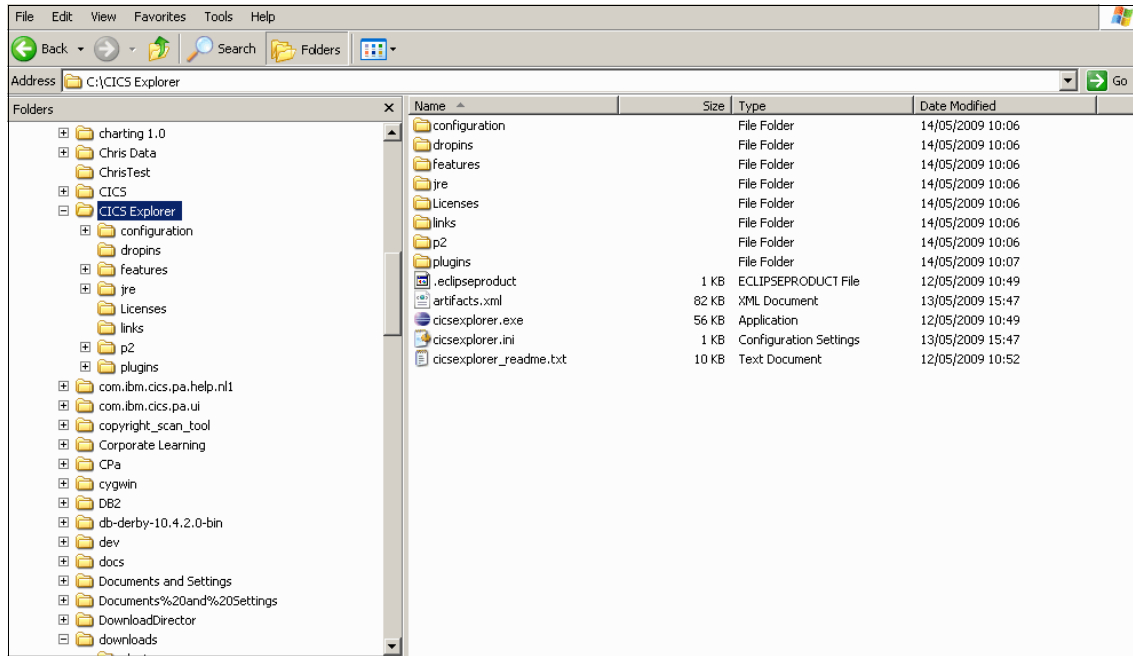 File Edit View Favorites Tools Help
Back Search Folders
Address C:\CICS Explorer Go
Folders
charting 1.0
Chris Data
ChrisTest
CICS
CICS Explorer
configuration
dropins
features
jre
Licenses
links
p2
plugins
com.ibm.cics.pa.help.nl1
com.ibm.cics.pa.ui
copyright_scan_tool
Corporate Learning
CPa
cygwin
DB2
db-derby-10.4.2.0-bin
dev
docs
Documents and Settings
Documents%20and%20Settings
DownloadDirector
downloads
Name Size Type Date Modified
configuration File Folder 14/05/2009 10:06
dropins File Folder 14/05/2009 10:06
features File Folder 14/05/2009 10:06
jre File Folder 14/05/2009 10:06
Licenses File Folder 14/05/2009 10:06
links File Folder 14/05/2009 10:06
p2 File Folder 14/05/2009 10:06
plugins File Folder 14/05/2009 10:07
.eclipseproduct 1 KB ECLIPSEPRODUCT File 12/05/2009 10:49
artifacts.xml 82 KB XML Document 13/05/2009 15:47
cicsexplorer.exe 56 KB Application 12/05/2009 10:49
cicsexplorer.ini 1 KB Configuration Settings 13/05/2009 15:47
cicsexplorer_readme.txt 10 KB Text Document 12/05/2009 10:52